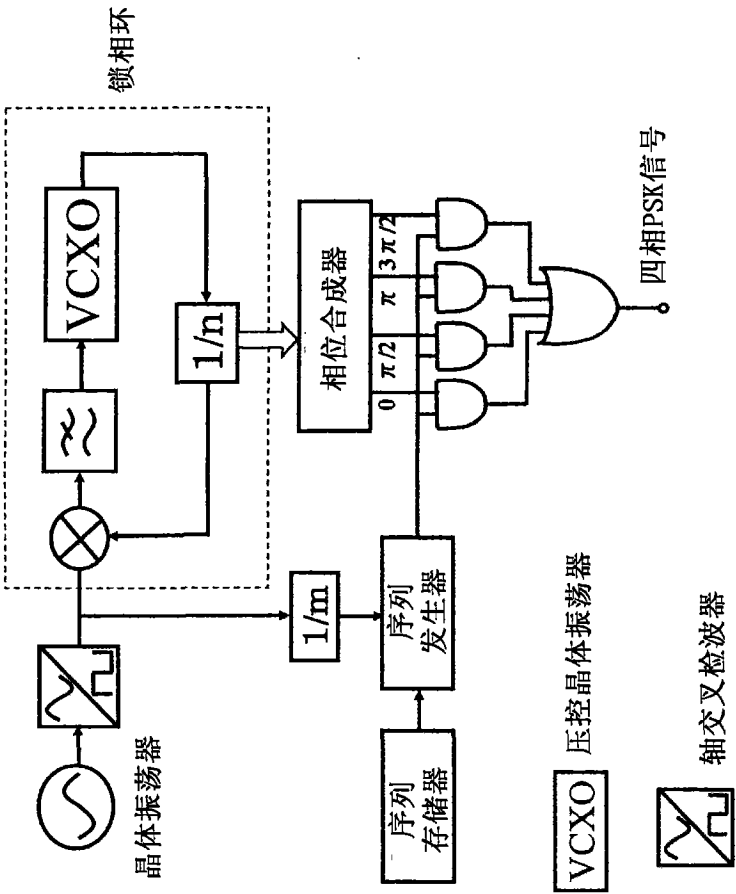 锁相环
VCXO
1/n
相位合成器
0
π/2
π
3π/2
1/m
序列
发生器
序列
存储器
晶体振荡器
四相PSK信号
VCXO
压控晶体振荡器
轴交叉检波器